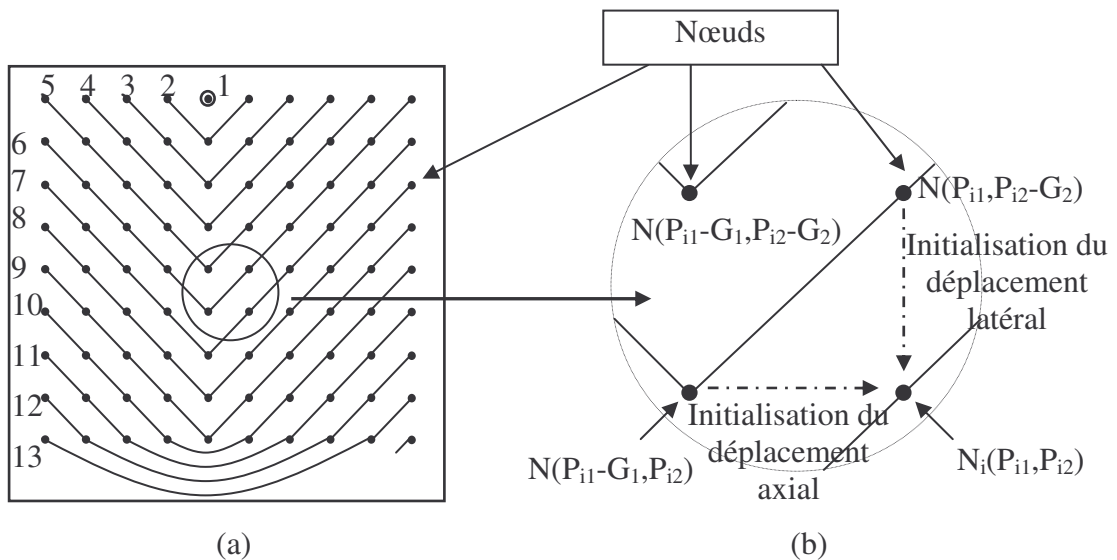 Nœuds
5 4 3 2 1
6
7
8
9
10
11
12
13
N(Pi1-G1,Pi2-G2)
N(Pi1,Pi2-G2)
Initialisation du
déplacement
latéral
Initialisation du
déplacement
axial
N(Pi1-G1,Pi2)
Ni(Pi1,Pi2)
(a)
(b)